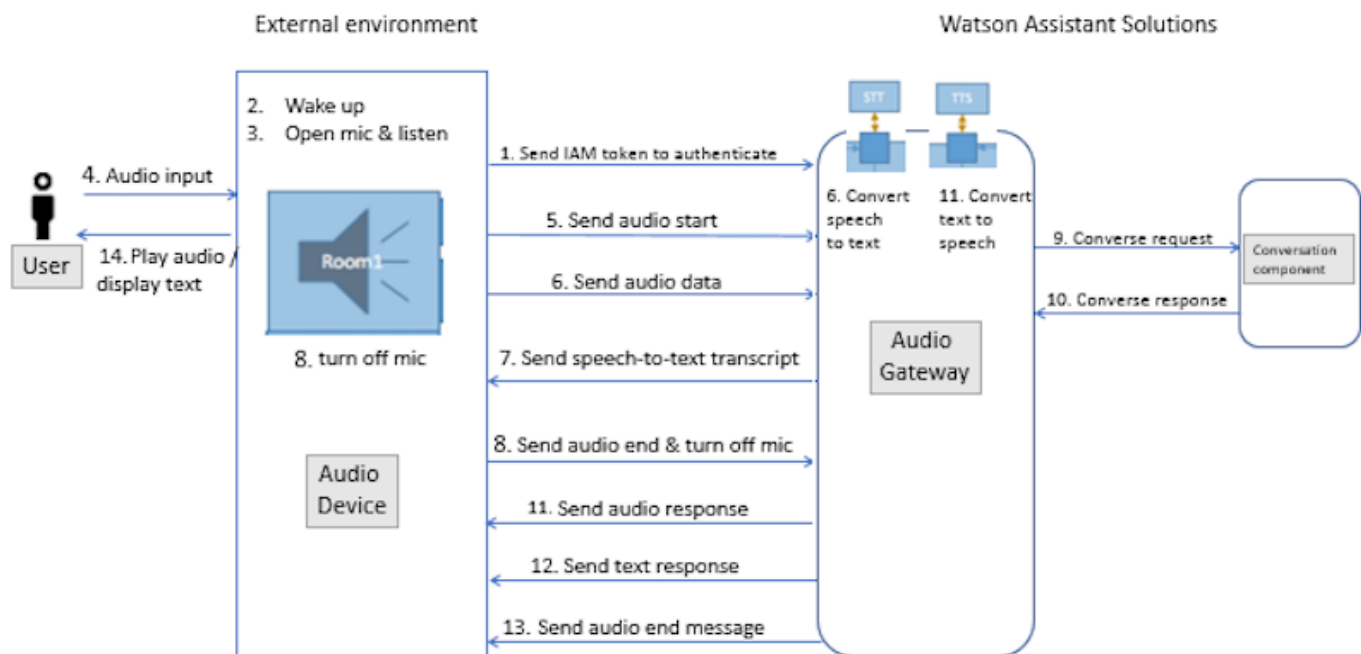 External environment
Watson Assistant Solutions
2. Wake up
3. Open mic & listen
STT
TTS
1. Send IAM token to authenticate
4. Audio input
User
14. Play audio /
display text
Room1
8. turn off mic
Audio
Device
5. Send audio start
6. Send audio data
7. Send speech-to-text transcript
8. Send audio end & turn off mic
11. Send audio response
12. Send text response
13. Send audio end message
6. Convert
speech
to text
11. Convert
text to
speech
Audio
Gateway
9. Converse request
10. Converse response
Conversation
component